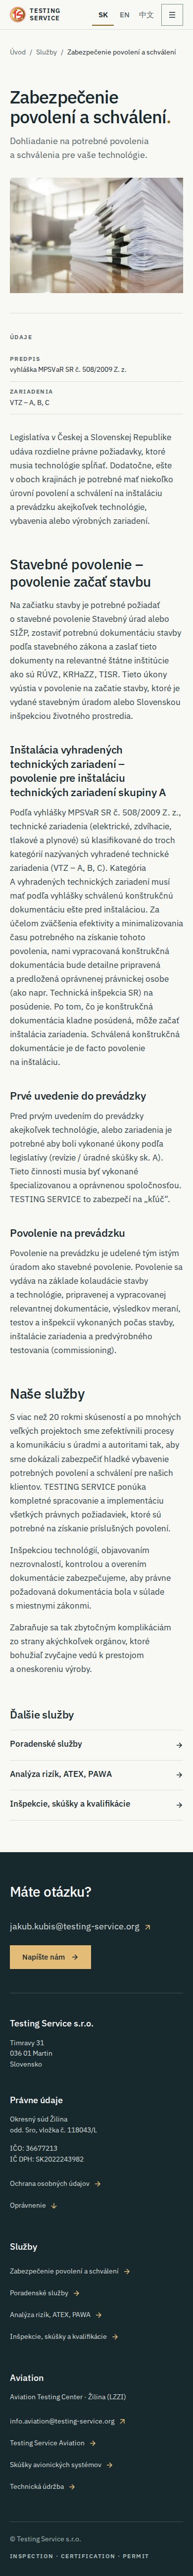 TESTING
SERVICE
SK EN 中文
Úvod / Služby / Zabezpečenie povolení a schválení
Zabezpečenie
povolení a schválení.
Dohliadanie na potrebné povolenia
a schválenia pre vaše technológie.
ÚDAJE
PREDPIS
vyhláška MPSVaR SR č. 508/2009 Z. z.
ZARIADENIA
VTZ – A, B, C
Legislatíva v Českej a Slovenskej Republike
udáva rozdielne právne požiadavky, ktoré
musia technológie spĺňať. Dodatočne, ešte
v oboch krajinách je potrebné mať niekoľko
úrovní povolení a schválení na inštaláciu
a prevádzku akejkoľvek technológie,
vybavenia alebo výrobných zariadení.
Stavebné povolenie –
povolenie začať stavbu
Na začiatku stavby je potrebné požiadať
o stavebné povolenie Stavebný úrad alebo
SIŽP, zostaviť potrebnú dokumentáciu stavby
podľa stavebného zákona a zaslať tieto
dokumenty na relevantné štátne inštitúcie
ako sú RÚVZ, KRHaZZ, TISR. Tieto úkony
vyústia v povolenie na začatie stavby, ktoré je
vydané stavebným úradom alebo Slovenskou
inšpekciou životného prostredia.
Inštalácia vyhradených
technických zariadení –
povolenie pre inštaláciu
technických zariadení skupiny A
Podľa vyhlášky MPSVaR SR č. 508/2009 Z. z.,
technické zariadenia (elektrické, zdvíhacie,
tlakové a plynové) sú klasifikované do troch
kategórií nazývaných vyhradené technické
zariadenia (VTZ – A, B, C). Kategória
A vyhradených technických zariadení musí
mať podľa vyhlášky schválenú konštrukčnú
dokumentáciu ešte pred inštaláciou. Za
účelom zväčšenia efektivity a minimalizovania
času potrebného na získanie tohoto
povolenia, nami vypracovaná konštrukčná
dokumentácia bude detailne pripravená
a predložená oprávnenej právnickej osobe
(ako napr. Technická inšpekcia SR) na
posúdenie. Po tom, čo je konštrukčná
dokumentácia kladne posúdená, môže začať
inštalácia zariadenia. Schválená konštrukčná
dokumentácie je de facto povolenie
na inštaláciu.
Prvé uvedenie do prevádzky
Pred prvým uvedením do prevádzky
akejkoľvek technológie, alebo zariadenia je
potrebné aby boli vykonané úkony podľa
legislatívy (revízie / úradné skúšky sk. A).
Tieto činnosti musia byť vykonané
špecializovanou a oprávnenou spoločnosťou.
TESTING SERVICE to zabezpečí na „kľúč“.
Povolenie na prevádzku
Povolenie na prevádzku je udelené tým istým
úradom ako stavebné povolenie. Povolenie sa
vydáva na základe kolaudácie stavby
a technológie, pripravenej a vypracovanej
relevantnej dokumentácie, výsledkov meraní,
testov a inšpekcií vykonaných počas stavby,
inštalácie zariadenia a predvýrobného
testovania (commissioning).
Naše služby
S viac než 20 rokmi skúseností a po mnohých
veľkých projektoch sme zefektívnili procesy
a komunikáciu s úradmi a autoritami tak, aby
sme dokázali zabezpečiť hladké vybavenie
potrebných povolení a schválení pre našich
klientov. TESTING SERVICE ponúka
kompletné spracovanie a implementáciu
všetkých právnych požiadaviek, ktoré sú
potrebné na získanie príslušných povolení.
Inšpekciou technológií, objavovaním
nezrovnalostí, kontrolou a overením
dokumentácie zabezpečujeme, aby právne
požadovaná dokumentácia bola v súlade
s miestnymi zákonmi.
Zabraňuje sa tak zbytočným komplikáciám
zo strany akýchkoľvek orgánov, ktoré
bohužiaľ zvyčajne vedú k prestojom
a oneskoreniu výroby.
Ďalšie služby
Poradenské služby
Analýza rizík, ATEX, PAWA
Inšpekcie, skúšky a kvalifikácie
Máte otázku?
jakub.kubis@testing-service.org
Napíšte nám
Testing Service s.r.o.
Timravy 31
036 01 Martin
Slovensko
Právne údaje
Okresný súd Žilina
odd. Sro, vložka č. 118043/L
IČO: 36677213
IČ DPH: SK2022243982
Ochrana osobných údajov
Oprávnenie
Služby
Zabezpečenie povolení a schválení
Poradenské služby
Analýza rizík, ATEX, PAWA
Inšpekcie, skúšky a kvalifikácie
Aviation
Aviation Testing Center · Žilina (LZZI)
info.aviation@testing-service.org
Testing Service Aviation
Skúšky avionických systémov
Technická údržba
© Testing Service s.r.o.
INSPECTION · CERTIFICATION · PERMIT